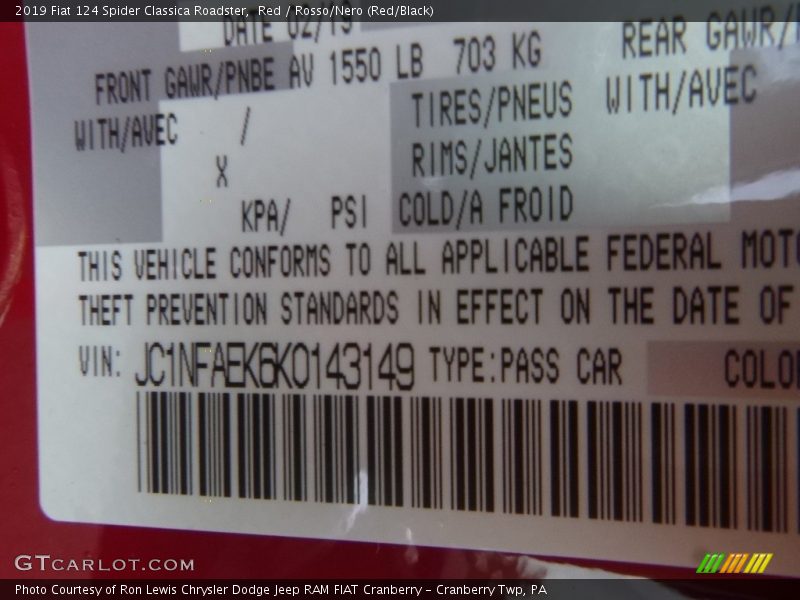 2019 Fiat 124 Spider Classica Roadster, Red / Rosso/Nero (Red/Black)
DATE 02/19
FRONT GAWR/PNBE AV 1550 LB 703 KG REAR GAWR/
WITH/AVEC / TIRES/PNEUS WITH/AVEC
X RIMS/JANTES
KPA/ PSI COLD/A FROID
THIS VEHICLE CONFORMS TO ALL APPLICABLE FEDERAL MOTO
THEFT PREVENTION STANDARDS IN EFFECT ON THE DATE OF
VIN: JC1NFAEK6K0143149 TYPE:PASS CAR COLO
GTCARLOT.COM
Photo Courtesy of Ron Lewis Chrysler Dodge Jeep RAM FIAT Cranberry – Cranberry Twp, PA